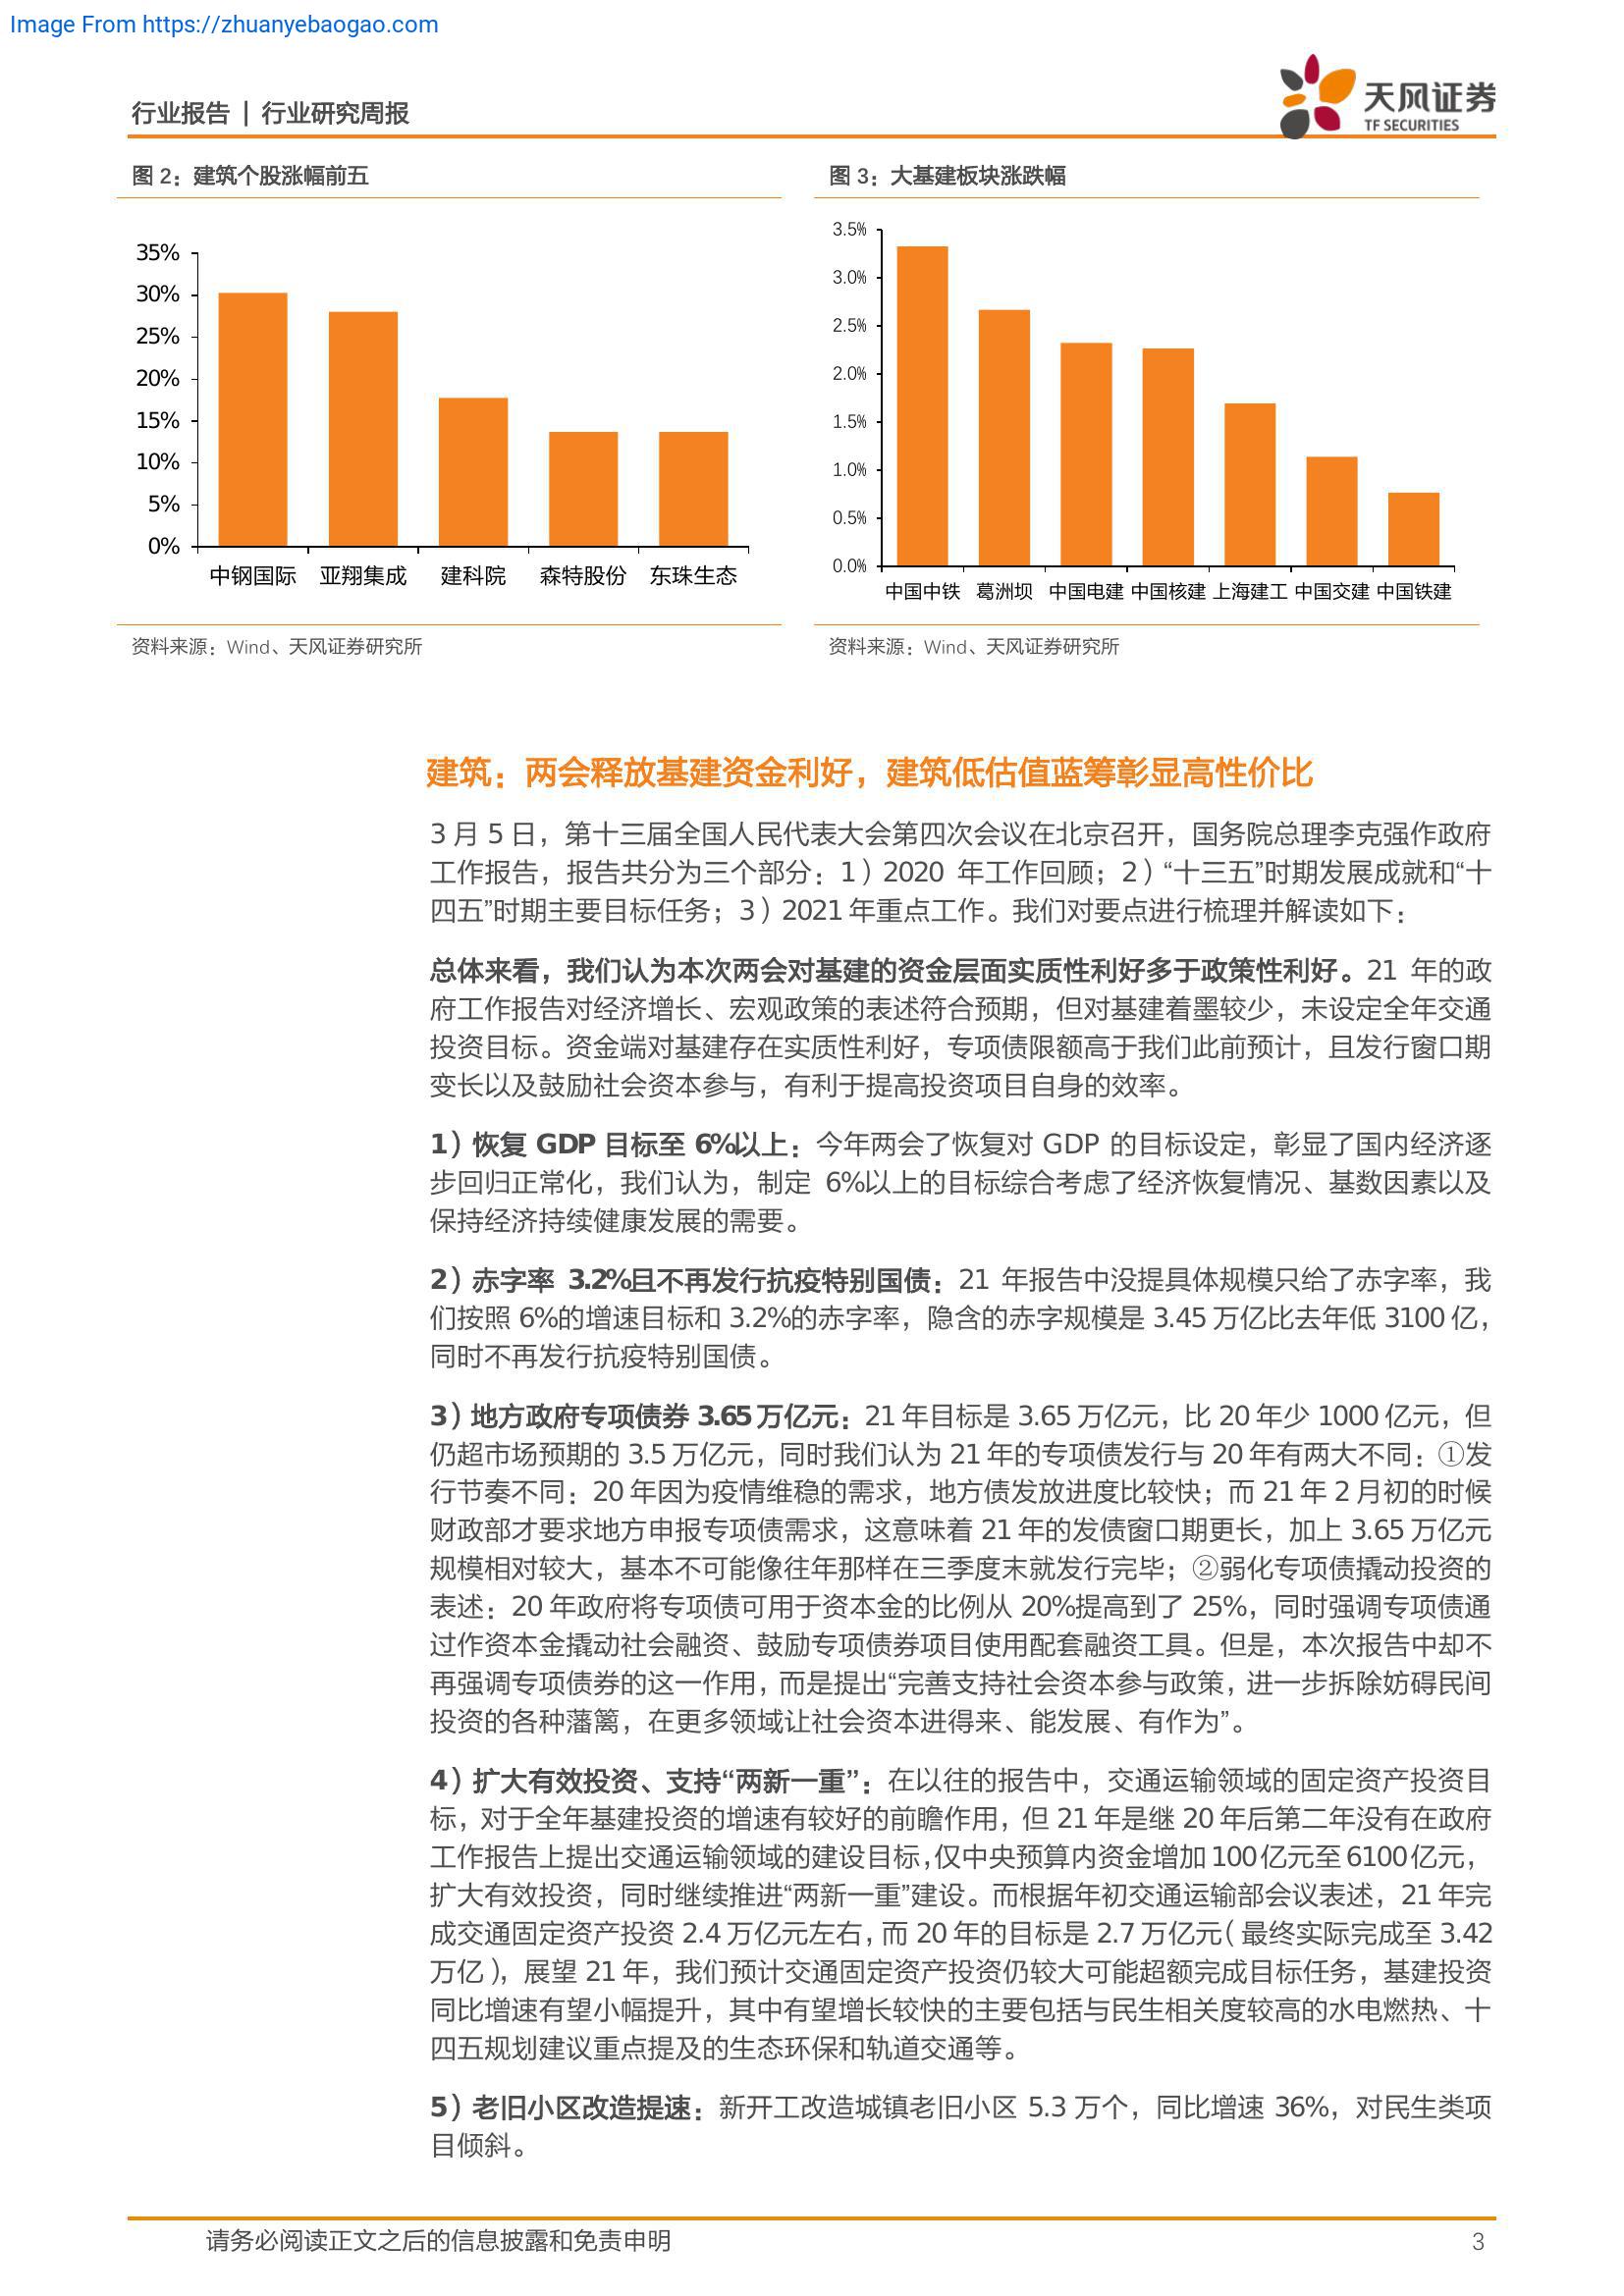 Image From https://zhuanyebaogao.com
行业报告 | 行业研究周报
天风证券
TF SECURITIES
图 2：建筑个股涨幅前五
35%
30%
25%
20%
15%
10%
5%
0%
中钢国际 亚翔集成 建科院 森特股份 东珠生态
资料来源：Wind、天风证券研究所
图 3：大基建板块涨跌幅
3.5%
3.0%
2.5%
2.0%
1.5%
1.0%
0.5%
0.0%
中国中铁 葛洲坝 中国电建 中国核建 上海建工 中国交建 中国铁建
资料来源：Wind、天风证券研究所
建筑：两会释放基建资金利好，建筑低估值蓝筹彰显高性价比
3 月 5 日，第十三届全国人民代表大会第四次会议在北京召开，国务院总理李克强作政府
工作报告，报告共分为三个部分：1）2020 年工作回顾；2）“十三五”时期发展成就和“十
四五”时期主要目标任务；3）2021 年重点工作。我们对要点进行梳理并解读如下：
总体来看，我们认为本次两会对基建的资金层面实质性利好多于政策性利好。21 年的政
府工作报告对经济增长、宏观政策的表述符合预期，但对基建着墨较少，未设定全年交通
投资目标。资金端对基建存在实质性利好，专项债限额高于我们此前预计，且发行窗口期
变长以及鼓励社会资本参与，有利于提高投资项目自身的效率。
1）恢复 GDP 目标至 6%以上：今年两会了恢复对 GDP 的目标设定，彰显了国内经济逐
步回归正常化，我们认为，制定 6%以上的目标综合考虑了经济恢复情况、基数因素以及
保持经济持续健康发展的需要。
2）赤字率 3.2%且不再发行抗疫特别国债：21 年报告中没提具体规模只给了赤字率，我
们按照 6%的增速目标和 3.2%的赤字率，隐含的赤字规模是 3.45 万亿比去年低 3100 亿，
同时不再发行抗疫特别国债。
3）地方政府专项债券 3.65 万亿元：21 年目标是 3.65 万亿元，比 20 年少 1000 亿元，但
仍超市场预期的 3.5 万亿元，同时我们认为 21 年的专项债发行与 20 年有两大不同：①发
行节奏不同：20 年因为疫情维稳的需求，地方债发放进度比较快；而 21 年 2 月初的时候
财政部才要求地方申报专项债需求，这意味着 21 年的发债窗口期更长，加上 3.65 万亿元
规模相对较大，基本不可能像往年那样在三季度末就发行完毕；②弱化专项债撬动投资的
表述：20 年政府将专项债可用于资本金的比例从 20%提高到了 25%，同时强调专项债通
过作资本金撬动社会融资、鼓励专项债券项目使用配套融资工具。但是，本次报告中却不
再强调专项债券的这一作用，而是提出“完善支持社会资本参与政策，进一步拆除妨碍民间
投资的各种藩篱，在更多领域让社会资本进得来、能发展、有作为”。
4）扩大有效投资、支持“两新一重”：在以往的报告中，交通运输领域的固定资产投资目
标，对于全年基建投资的增速有较好的前瞻作用，但 21 年是继 20 年后第二年没有在政府
工作报告上提出交通运输领域的建设目标，仅中央预算内资金增加 100 亿元至 6100 亿元，
扩大有效投资，同时继续推进“两新一重”建设。而根据年初交通运输部会议表述，21 年完
成交通固定资产投资 2.4 万亿元左右，而 20 年的目标是 2.7 万亿元（最终实际完成至 3.42
万亿），展望 21 年，我们预计交通固定资产投资仍较大可能超额完成目标任务，基建投资
同比增速有望小幅提升，其中有望增长较快的主要包括与民生相关度较高的水电燃热、十
四五规划建议重点提及的生态环保和轨道交通等。
5）老旧小区改造提速：新开工改造城镇老旧小区 5.3 万个，同比增速 36%，对民生类项
目倾斜。
请务必阅读正文之后的信息披露和免责申明
3